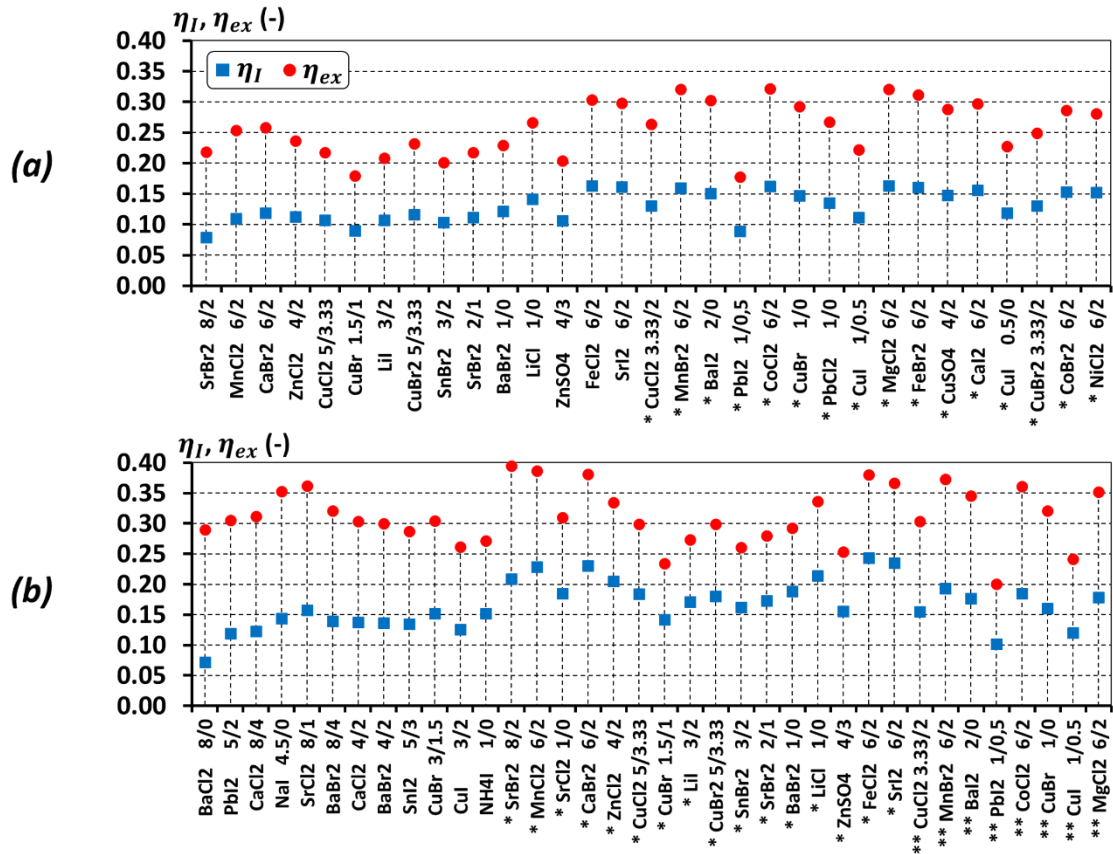 η_I, η_ex (-)
0.40
0.35
0.30
0.25
0.20
0.15
0.10
0.05
0.00
η_I
η_ex
(a)
SrBr2 8/2
MnCl2 6/2
CaBr2 6/2
ZnCl2 4/2
CuCl2 5/3.33
CuBr 1.5/1
LiI 3/2
CuBr2 5/3.33
SnBr2 3/2
SrBr2 2/1
BaBr2 1/0
LiCl 1/0
ZnSO4 4/3
FeCl2 6/2
SrI2 6/2
* CuCl2 3.33/2
* MnBr2 6/2
* BaI2 2/0
* PbI2 1/0,5
* CoCl2 6/2
* CuBr 1/0
* PbCl2 1/0
* CuI 1/0.5
* MgCl2 6/2
* FeBr2 6/2
* CuSO4 4/2
* CaI2 6/2
* CuI 0.5/0
* CuBr2 3.33/2
* CoBr2 6/2
* NiCl2 6/2
η_I, η_ex (-)
0.40
0.35
0.30
0.25
0.20
0.15
0.10
0.05
0.00
(b)
BaCl2 8/0
PbI2 5/2
CaCl2 8/4
NaI 4.5/0
SrCl2 8/1
BaBr2 8/4
CaCl2 4/2
BaBr2 4/2
SnI2 5/3
CuBr 3/1.5
CuI 3/2
NH4I 1/0
* SrBr2 8/2
* MnCl2 6/2
* SrCl2 1/0
* CaBr2 6/2
* ZnCl2 4/2
* CuCl2 5/3.33
* CuBr 1.5/1
* LiI 3/2
* CuBr2 5/3.33
* SnBr2 3/2
* SrBr2 2/1
* BaBr2 1/0
* LiCl 1/0
* ZnSO4 4/3
* FeCl2 6/2
* SrI2 6/2
** CuCl2 3.33/2
** MnBr2 6/2
** BaI2 2/0
** PbI2 1/0,5
** CoCl2 6/2
** CuBr 1/0
** CuI 1/0.5
** MgCl2 6/2